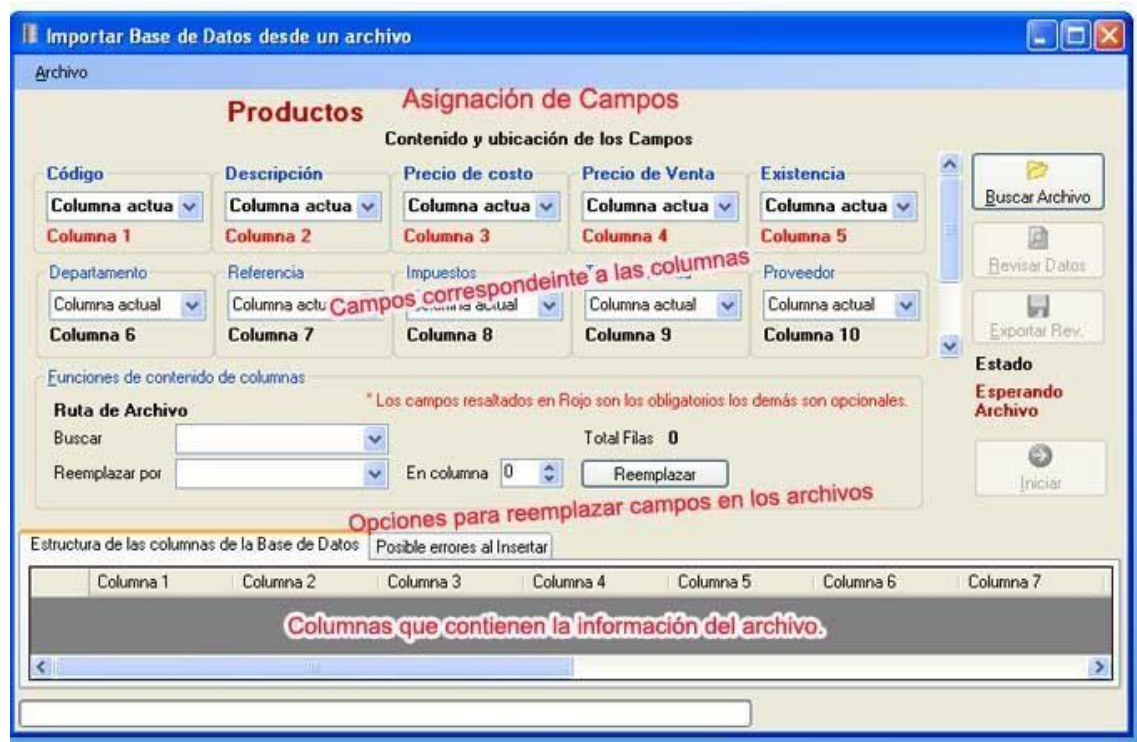 Importar Base de Datos desde un archivo
Archivo
Productos Asignación de Campos
Contenido y ubicación de los Campos
Código Descripción Precio de costo Precio de Venta Existencia
Columna actua Columna actua Columna actua Columna actua Columna actua
Columna 1 Columna 2 Columna 3 Columna 4 Columna 5
Buscar Archivo
Revisar Datos
Exportar Rev.
Departamento Referencia Impuestos Proveedor
Campos correspondeinte a las columnas
Columna actual Columna actu Columna actual Columna actual
Columna 6 Columna 7 Columna 8 Columna 9 Columna 10
Estado
Esperando
Archivo
Iniciar
Funciones de contenido de columnas
Ruta de Archivo * Los campos resaltados en Rojo son los obligatorios los demás son opcionales.
Buscar Total Filas 0
Reemplazar por En columna 0 Reemplazar
Opciones para reemplazar campos en los archivos
Estructura de las columnas de la Base de Datos Posible errores al Insertar
Columna 1 Columna 2 Columna 3 Columna 4 Columna 5 Columna 6 Columna 7
Columnas que contienen la información del archivo.